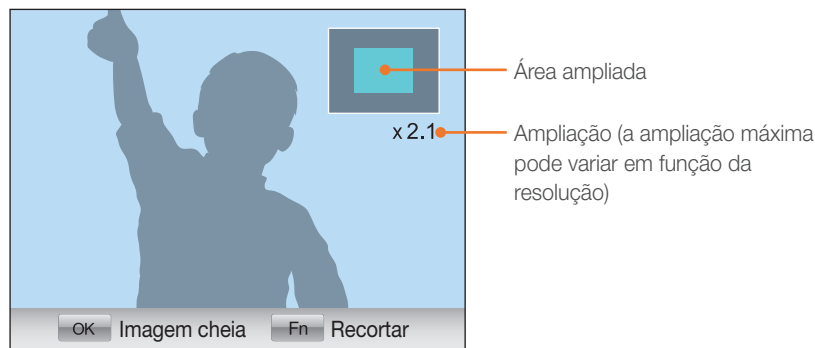 Área ampliada
x 2.1
Ampliação (a ampliação máxima
pode variar em função da
resolução)
OK Imagem cheia Fn Recortar